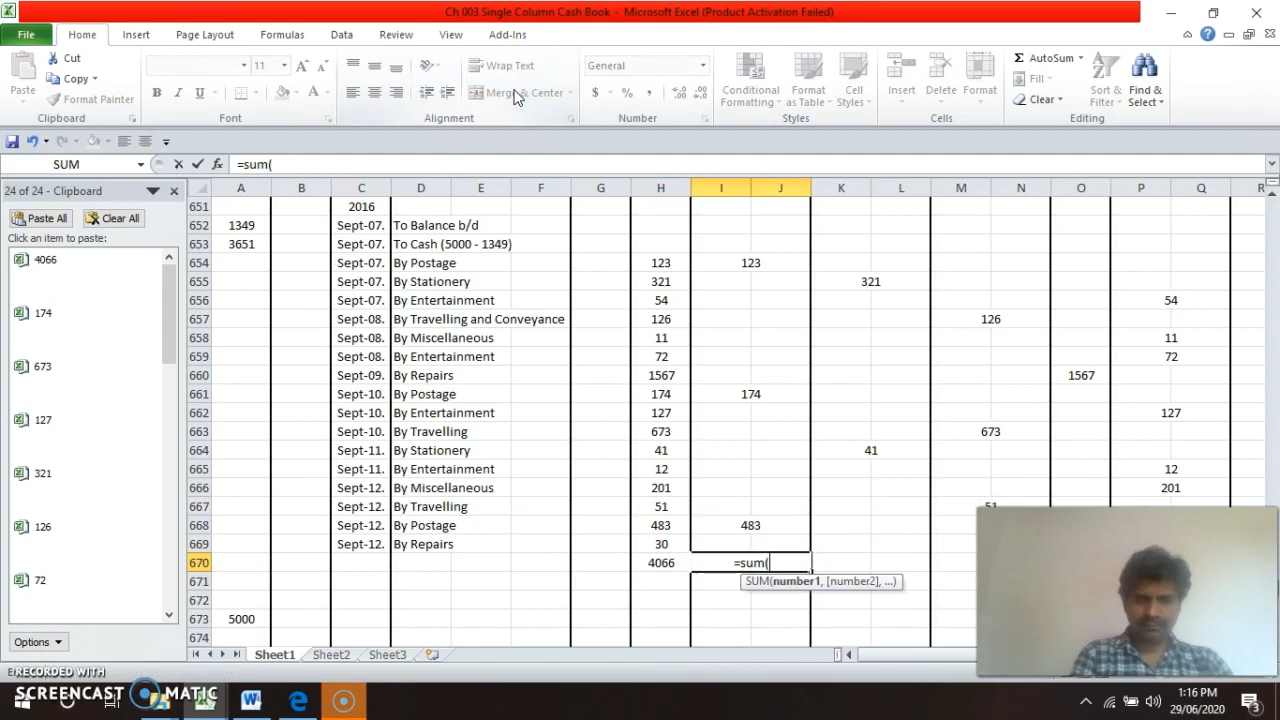 Ch 003 Single Column Cash Book - Microsoft Excel (Product Activation Failed)
File Home Insert Page Layout Formulas Data Review View Add-Ins
Cut
Copy
Format Painter
Paste
Clipboard
11
Font
Wrap Text
Merge & Center
Alignment
General
Number
Conditional Formatting
Format as Table
Cell Styles
Styles
Insert Delete Format
Cells
AutoSum
Fill
Clear
Sort & Filter
Find & Select
Editing
SUM =sum(
24 of 24 - Clipboard
Paste All Clear All
Click an item to paste:
4066
174
673
127
321
126
72
Options
A B C D E F G H I J K L M N O P Q R
651 2016
652 1349 Sept-07. To Balance b/d
653 3651 Sept-07. To Cash (5000 - 1349)
654 Sept-07. By Postage 123 123
655 Sept-07. By Stationery 321 321
656 Sept-07. By Entertainment 54 54
657 Sept-08. By Travelling and Conveyance 126 126
658 Sept-08. By Miscellaneous 11 11
659 Sept-08. By Entertainment 72 72
660 Sept-09. By Repairs 1567 1567
661 Sept-10. By Postage 174 174
662 Sept-10. By Entertainment 127 127
663 Sept-10. By Travelling 673 673
664 Sept-11. By Stationery 41 41
665 Sept-11. By Entertainment 12 12
666 Sept-12. By Miscellaneous 201 201
667 Sept-12. By Travelling 51 51
668 Sept-12. By Postage 483 483
669 Sept-12. By Repairs 30
670 4066 =sum(
SUM(number1, [number2], ...)
671
672
673 5000
674
Sheet1 Sheet2 Sheet3
RECORDED WITH
SCREENCAST MATIC
1:16 PM
29/06/2020
3